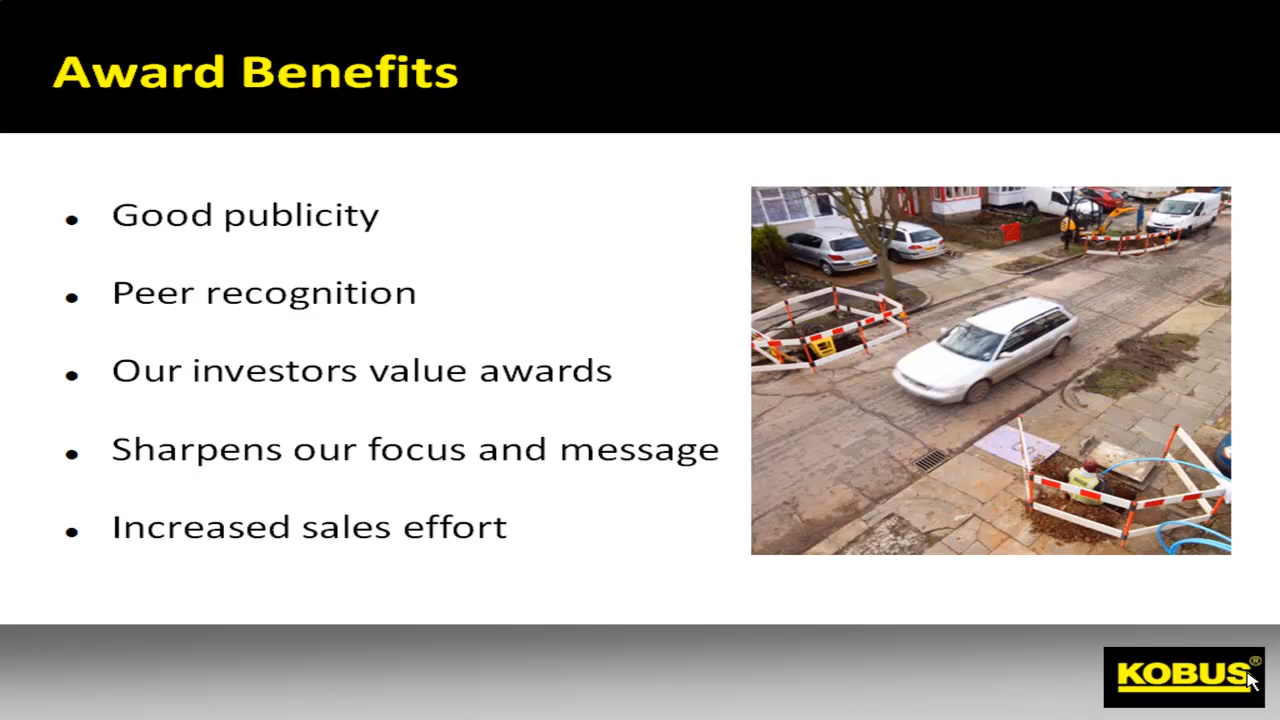 Award Benefits
• Good publicity
• Peer recognition
• Our investors value awards
• Sharpens our focus and message
• Increased sales effort
KOBUS®